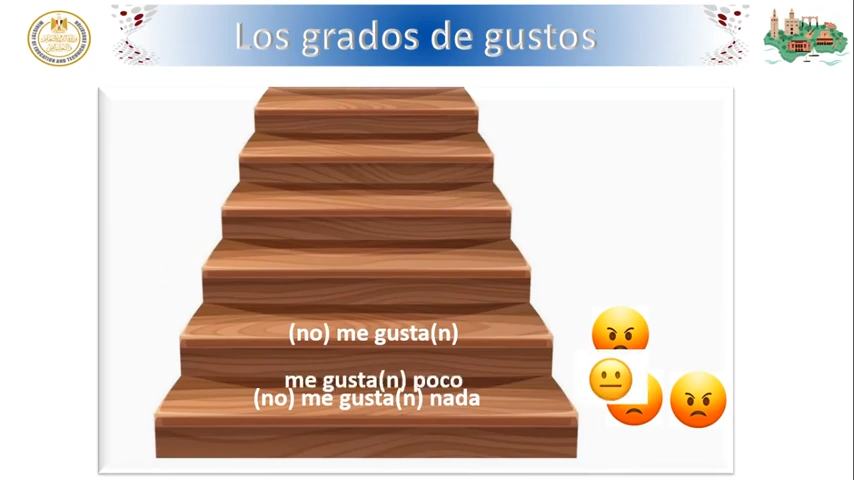 Los grados de gustos
(no) me gusta(n)
me gusta(n) poco
(no) me gusta(n) nada